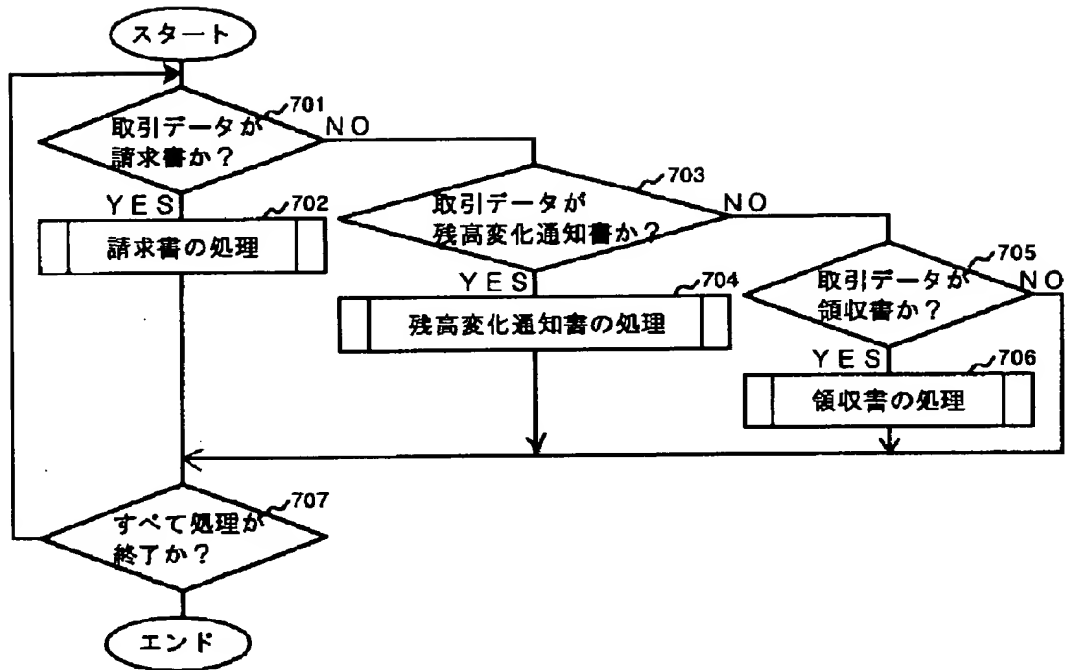 スタート
701
取引データが
請求書か?
NO
YES
702
請求書の処理
703
取引データが
残高変化通知書か?
NO
YES
704
残高変化通知書の処理
705
取引データが
領収書か?
NO
YES
706
領収書の処理
707
すべて処理が
終了か?
エンド